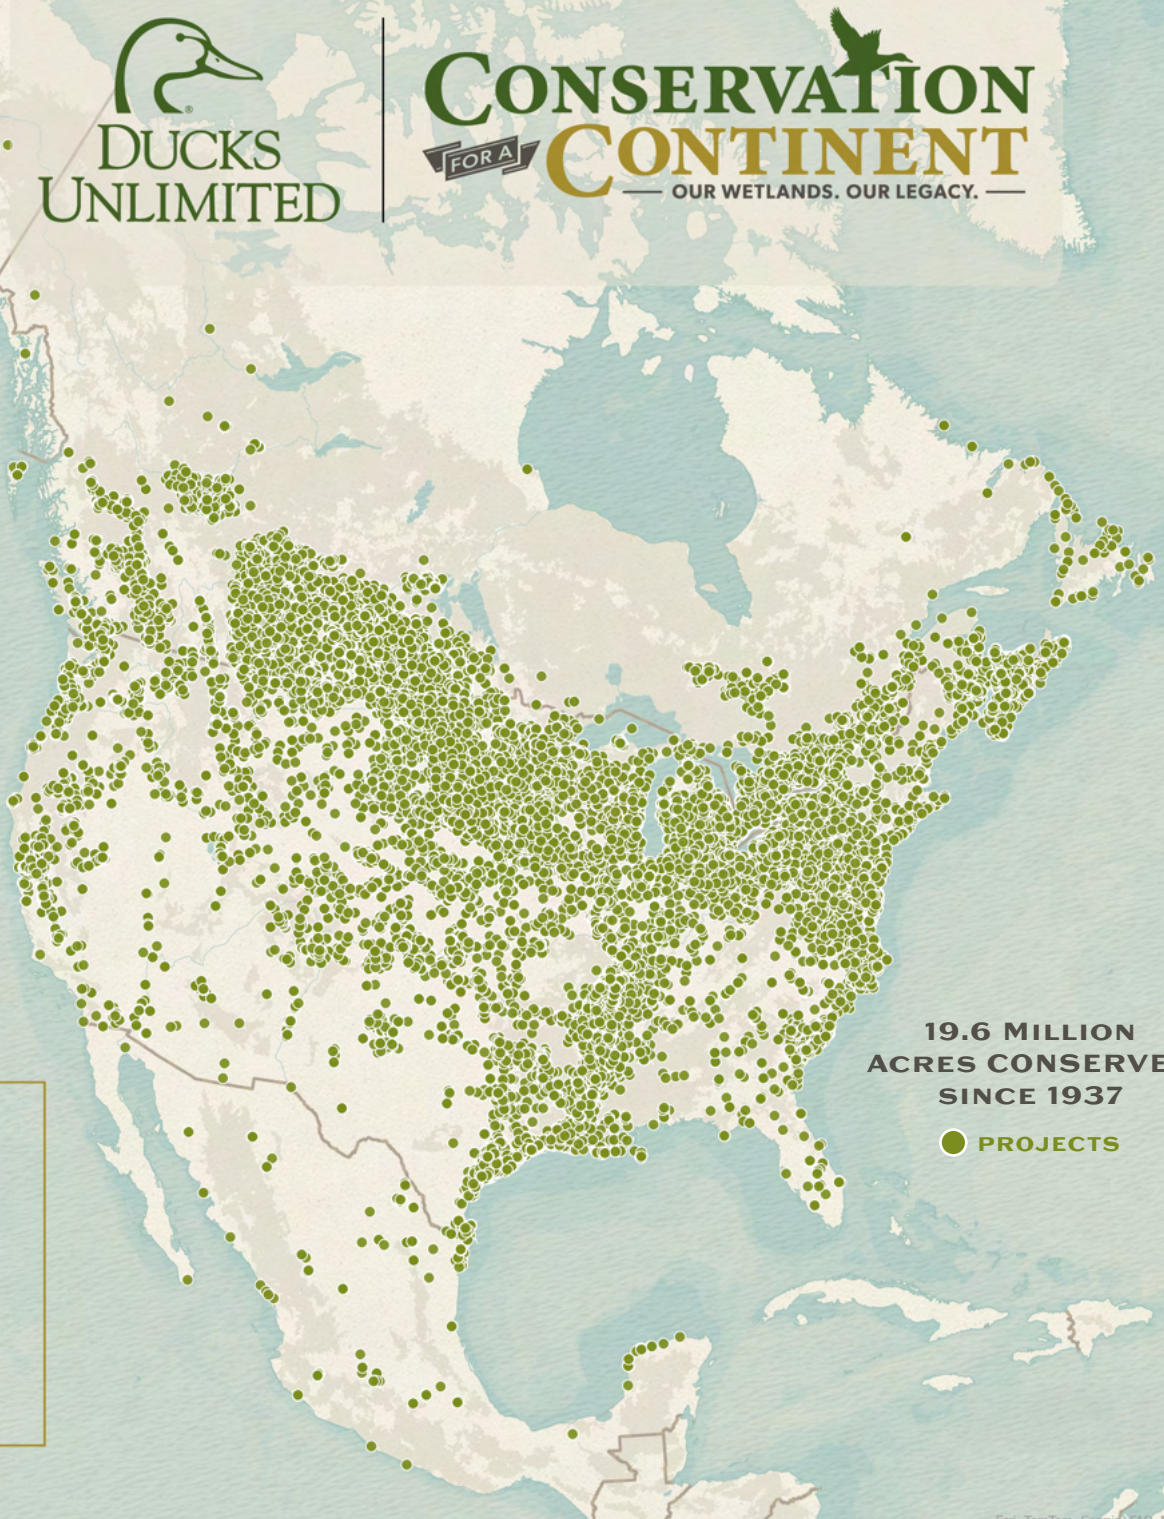 DUCKS
UNLIMITED
®
CONSERVATION
FOR A
CONTINENT
OUR WETLANDS. OUR LEGACY.
19.6 MILLION
ACRES CONSERVE
SINCE 1937
PROJECTS